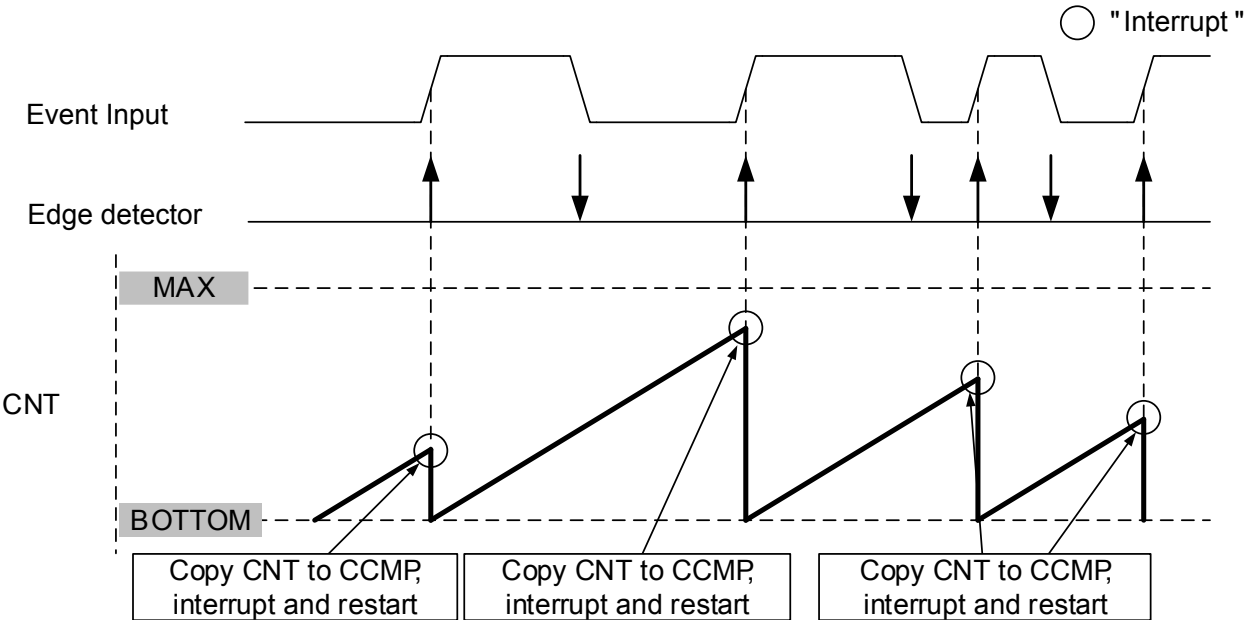 "Interrupt "
Event Input
Edge detector
MAX
CNT
BOTTOM
Copy CNT to CCMP,
interrupt and restart
Copy CNT to CCMP,
interrupt and restart
Copy CNT to CCMP,
interrupt and restart